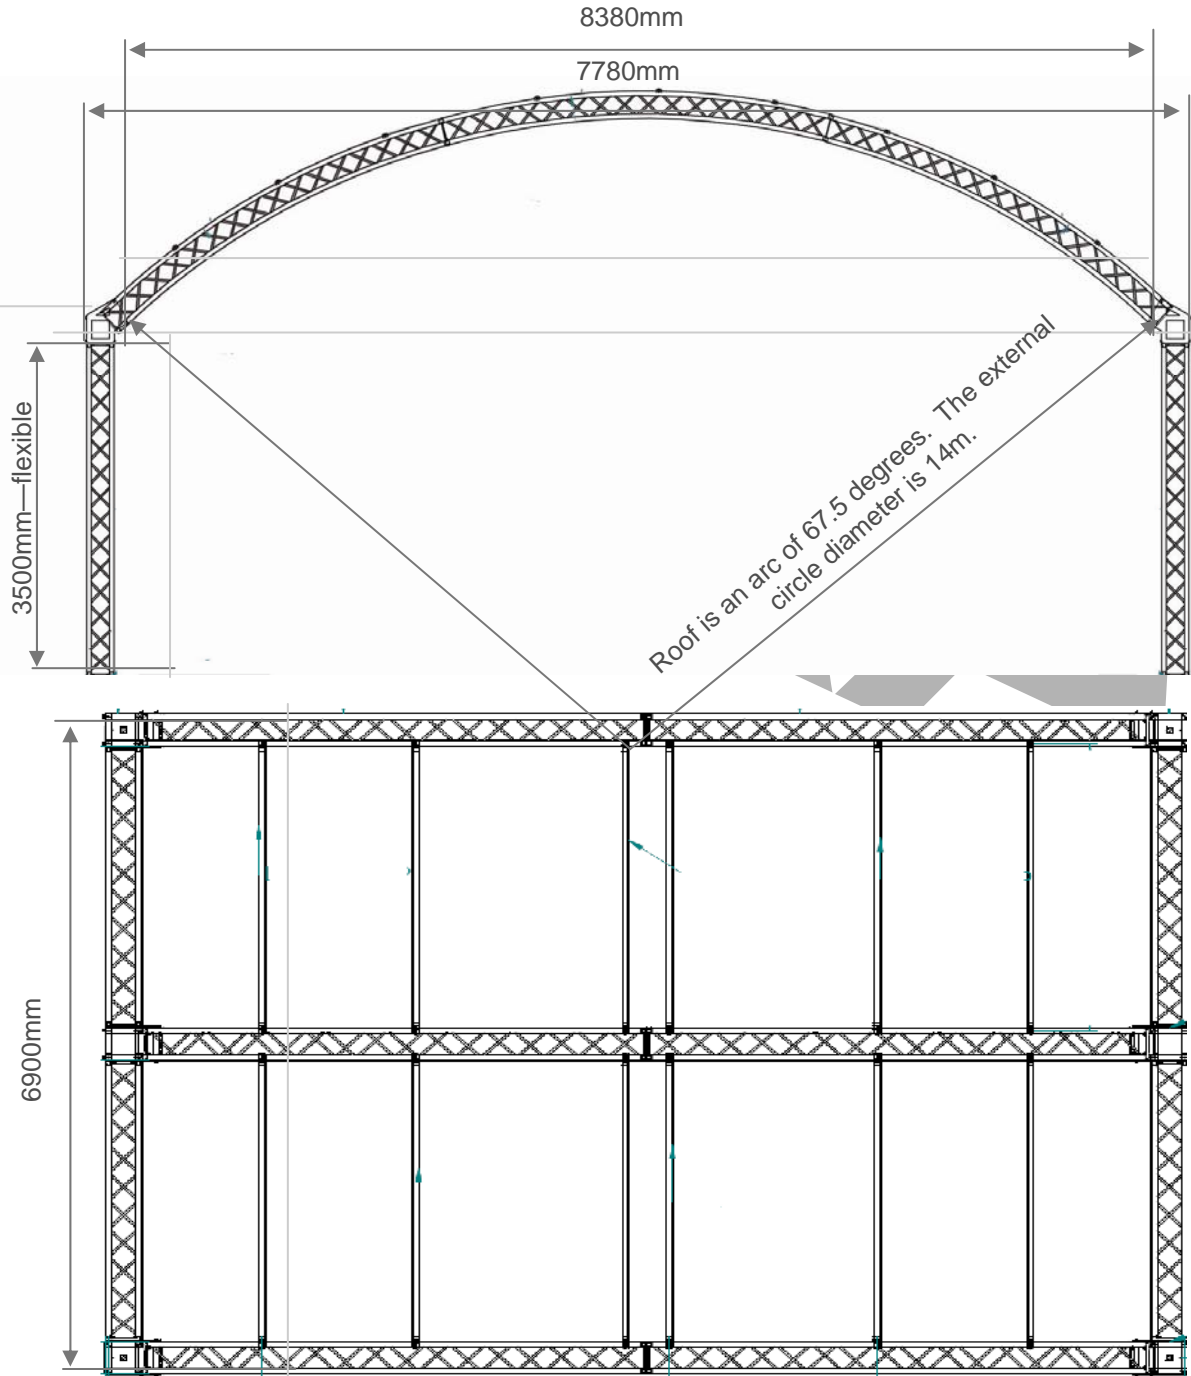 8380mm
7780mm
3500mm—flexible
Roof is an arc of 67.5 degrees.  The external
circle diameter is 14m.
6900mm